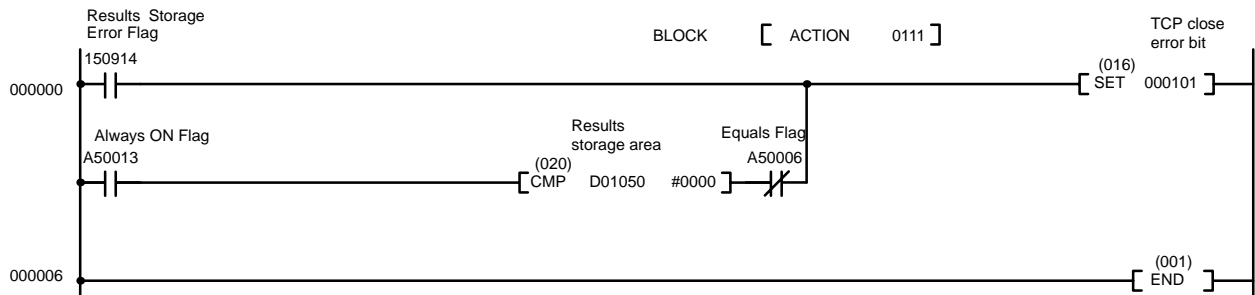 Results Storage
Error Flag
BLOCK [ ACTION 0111 ]
TCP close
error bit
150914
(016)
000000
[ SET 000101 ]
Always ON Flag
Results
storage area
Equals Flag
A50013
(020)
A50006
[ CMP D01050 #0000 ]
(001)
000006
[ END ]